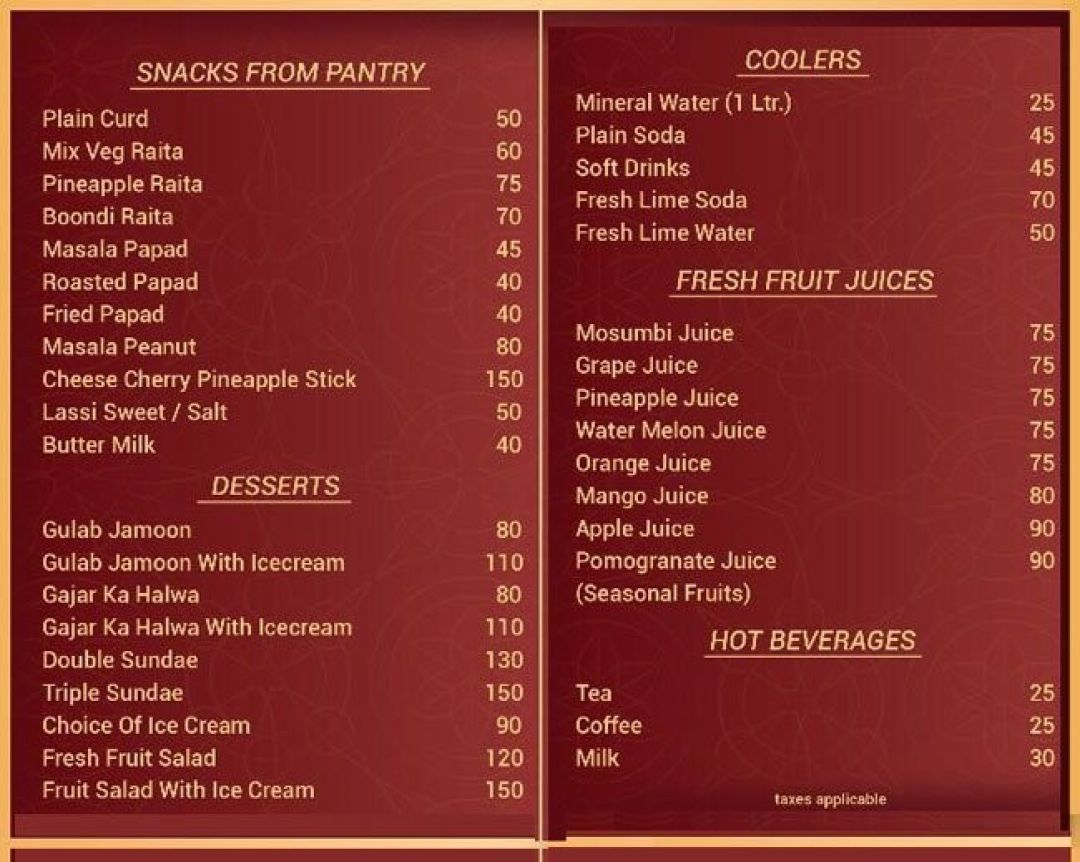 SNACKS FROM PANTRY
Plain Curd 50
Mix Veg Raita 60
Pineapple Raita 75
Boondi Raita 70
Masala Papad 45
Roasted Papad 40
Fried Papad 40
Masala Peanut 80
Cheese Cherry Pineapple Stick 150
Lassi Sweet / Salt 50
Butter Milk 40
DESSERTS
Gulab Jamoon 80
Gulab Jamoon With Icecream 110
Gajar Ka Halwa 80
Gajar Ka Halwa With Icecream 110
Double Sundae 130
Triple Sundae 150
Choice Of Ice Cream 90
Fresh Fruit Salad 120
Fruit Salad With Ice Cream 150
COOLERS
Mineral Water (1 Ltr.) 25
Plain Soda 45
Soft Drinks 45
Fresh Lime Soda 70
Fresh Lime Water 50
FRESH FRUIT JUICES
Mosumbi Juice 75
Grape Juice 75
Pineapple Juice 75
Water Melon Juice 75
Orange Juice 75
Mango Juice 80
Apple Juice 90
Pomogranate Juice 90
(Seasonal Fruits)
HOT BEVERAGES
Tea 25
Coffee 25
Milk 30
taxes applicable